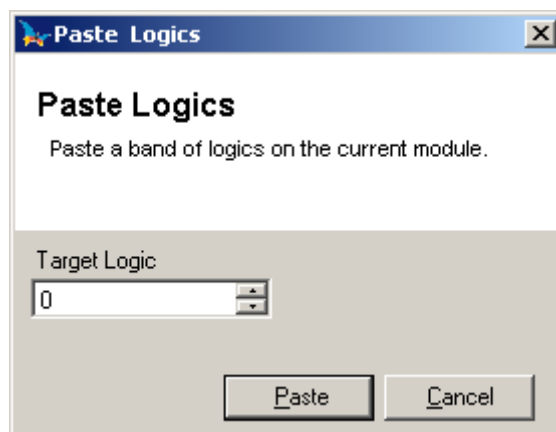 Paste Logics
Paste Logics
Paste a band of logics on the current module.
Target Logic
0
Paste Cancel